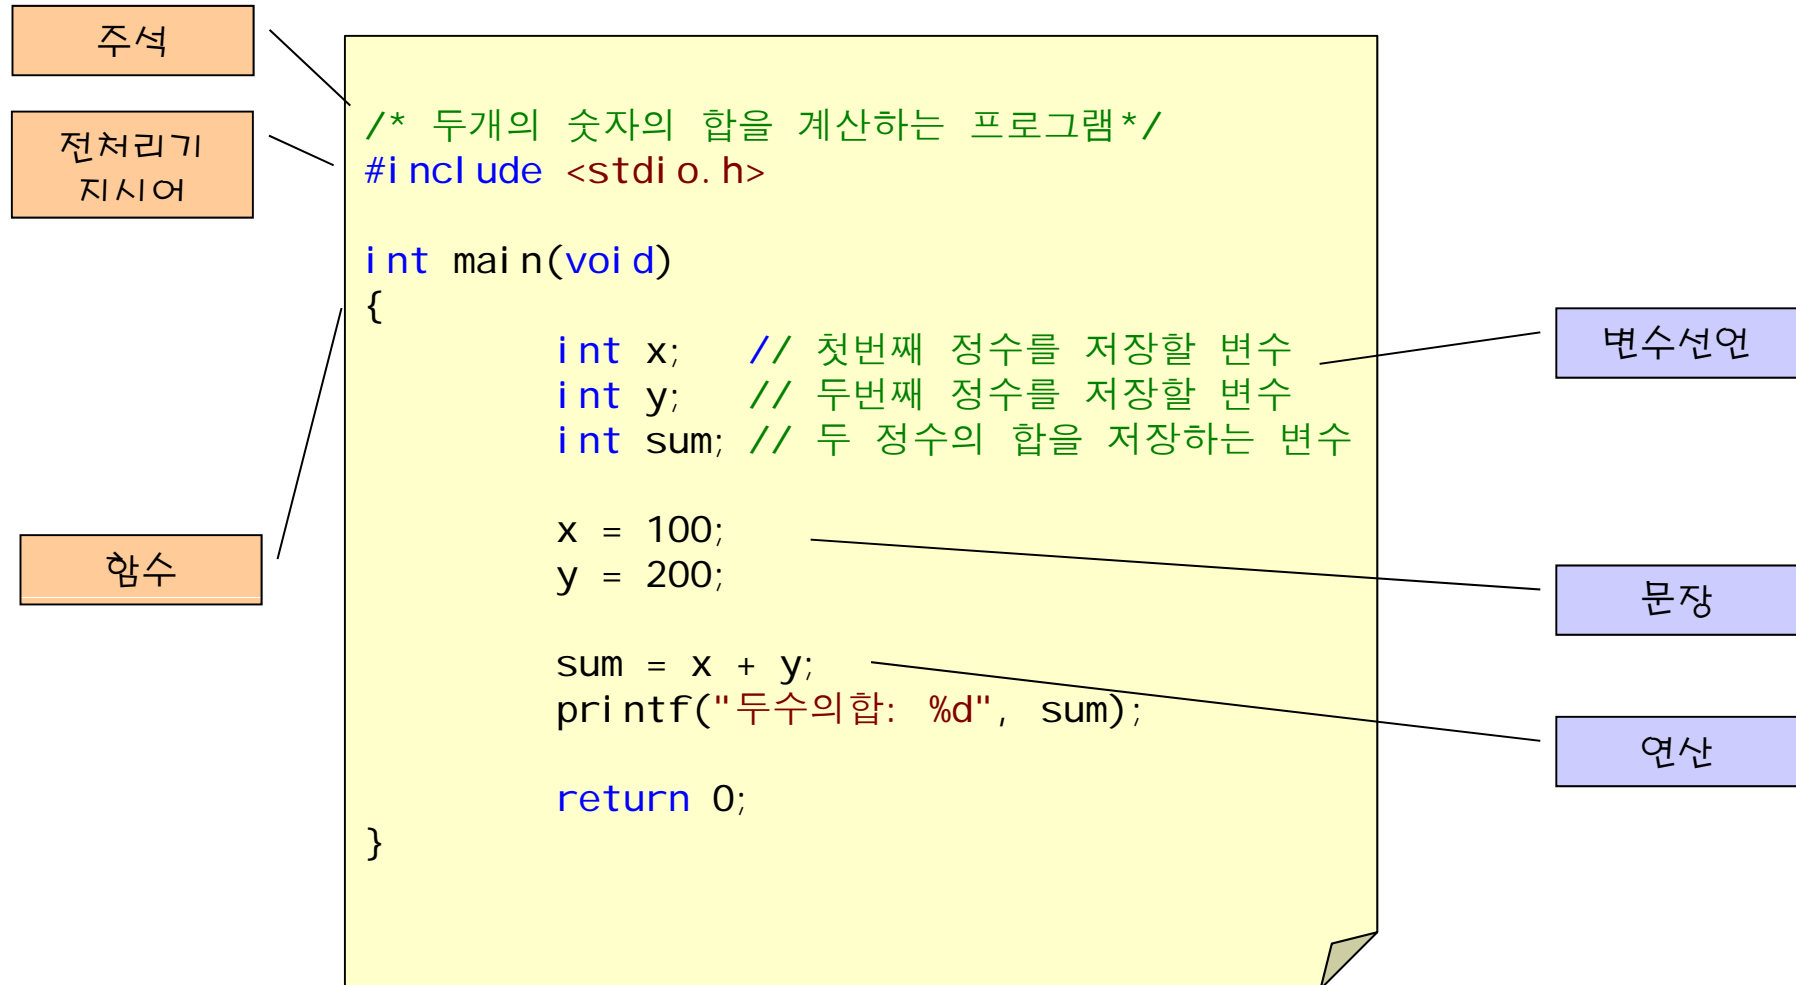 주석
전처리기
지시어
함수
/* 두개의 숫자의 합을 계산하는 프로그램*/
#include <stdio.h>
int main(void)
{
int x; // 첫번째 정수를 저장할 변수
int y; // 두번째 정수를 저장할 변수
int sum; // 두 정수의 합을 저장하는 변수
x = 100;
y = 200;
sum = x + y;
printf("두수의합: %d", sum);
return 0;
}
변수선언
문장
연산